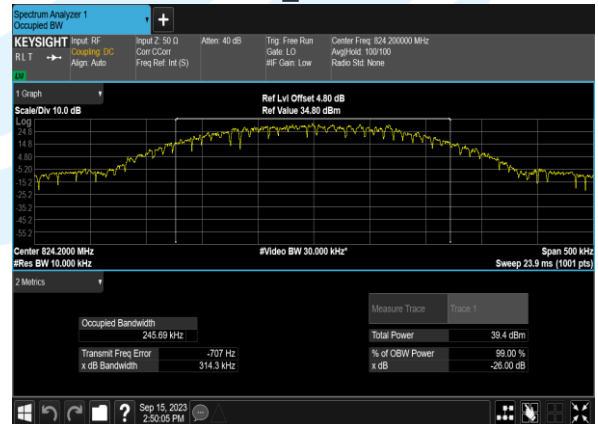 Spectrum Analyzer 1
Occupied BW
+
KEYSIGHT Input: RF Input Z: 50 Ω Atten: 40 dB Trig: Free Run Center Freq: 824.200000 MHz
Coupling: DC Corr CCorr Gate: LO Avg|Hold: 100/100
RLT Align: Auto Freq Ref: Int (S) #IF Gain: Low Radio Std: None
1 Graph
Ref Lvl Offset 4.80 dB
Scale/Div 10.0 dB Ref Value 34.80 dBm
Log
24.8
14.8
4.80
-5.20
-15.2
-25.2
-35.2
-45.2
-55.2
Center 824.2000 MHz #Video BW 30.000 kHz* Span 500 kHz
#Res BW 10.000 kHz Sweep 23.9 ms (1001 pts)
2 Metrics
Measure Trace Trace 1
Occupied Bandwidth
245.69 kHz Total Power 39.4 dBm
Transmit Freq Error -707 Hz % of OBW Power 99.00 %
x dB Bandwidth 314.3 kHz x dB -26.00 dB
? Sep 15, 2023
2:50:05 PM